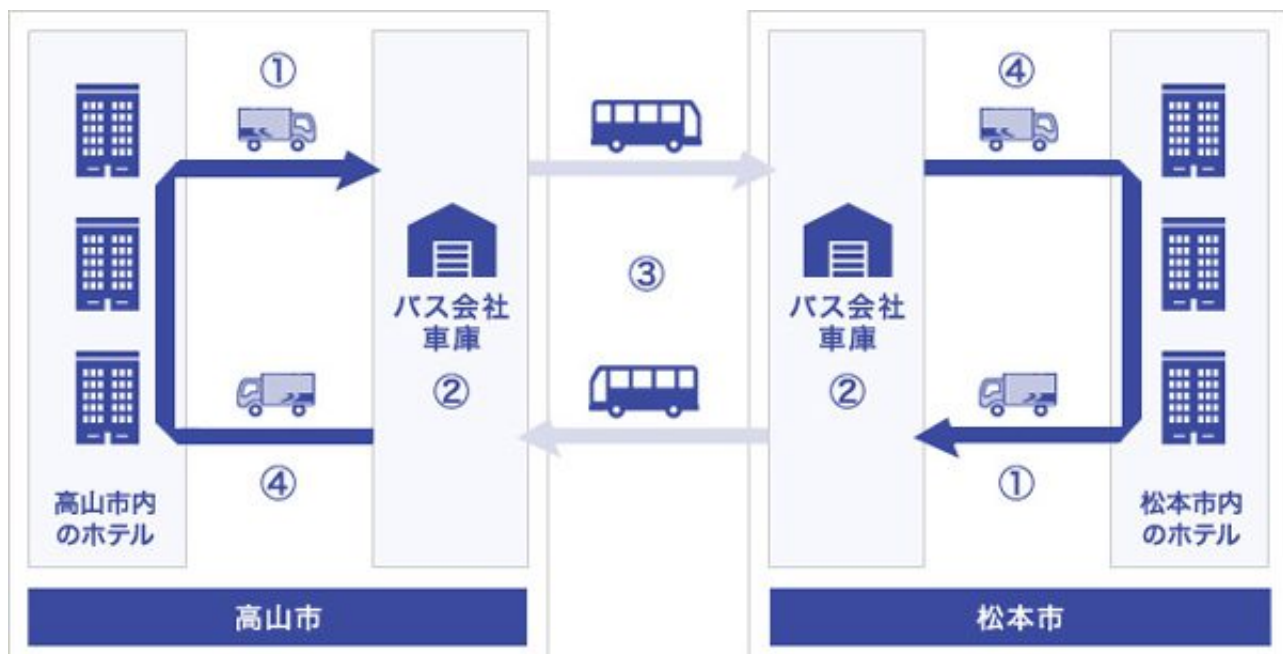 ①
④
バス会社
車庫
②
③
バス会社
車庫
②
④
①
高山市内
のホテル
松本市内
のホテル
高山市
松本市